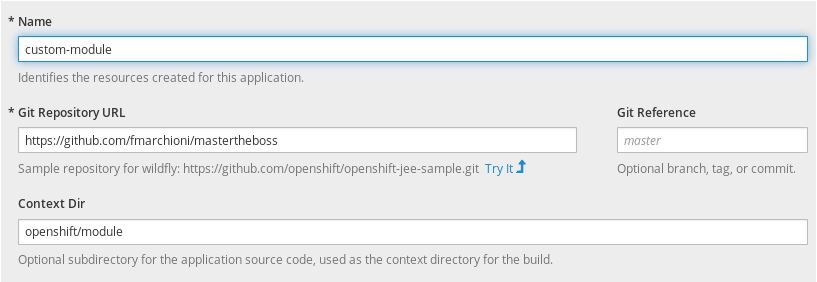 * Name
custom-module
Identifies the resources created for this application.
* Git Repository URL
Git Reference
https://github.com/fmarchioni/mastertheboss
master
Sample repository for wildfly: https://github.com/openshift/openshift-jee-sample.git Try It
Optional branch, tag, or commit.
Context Dir
openshift/module
Optional subdirectory for the application source code, used as the context directory for the build.